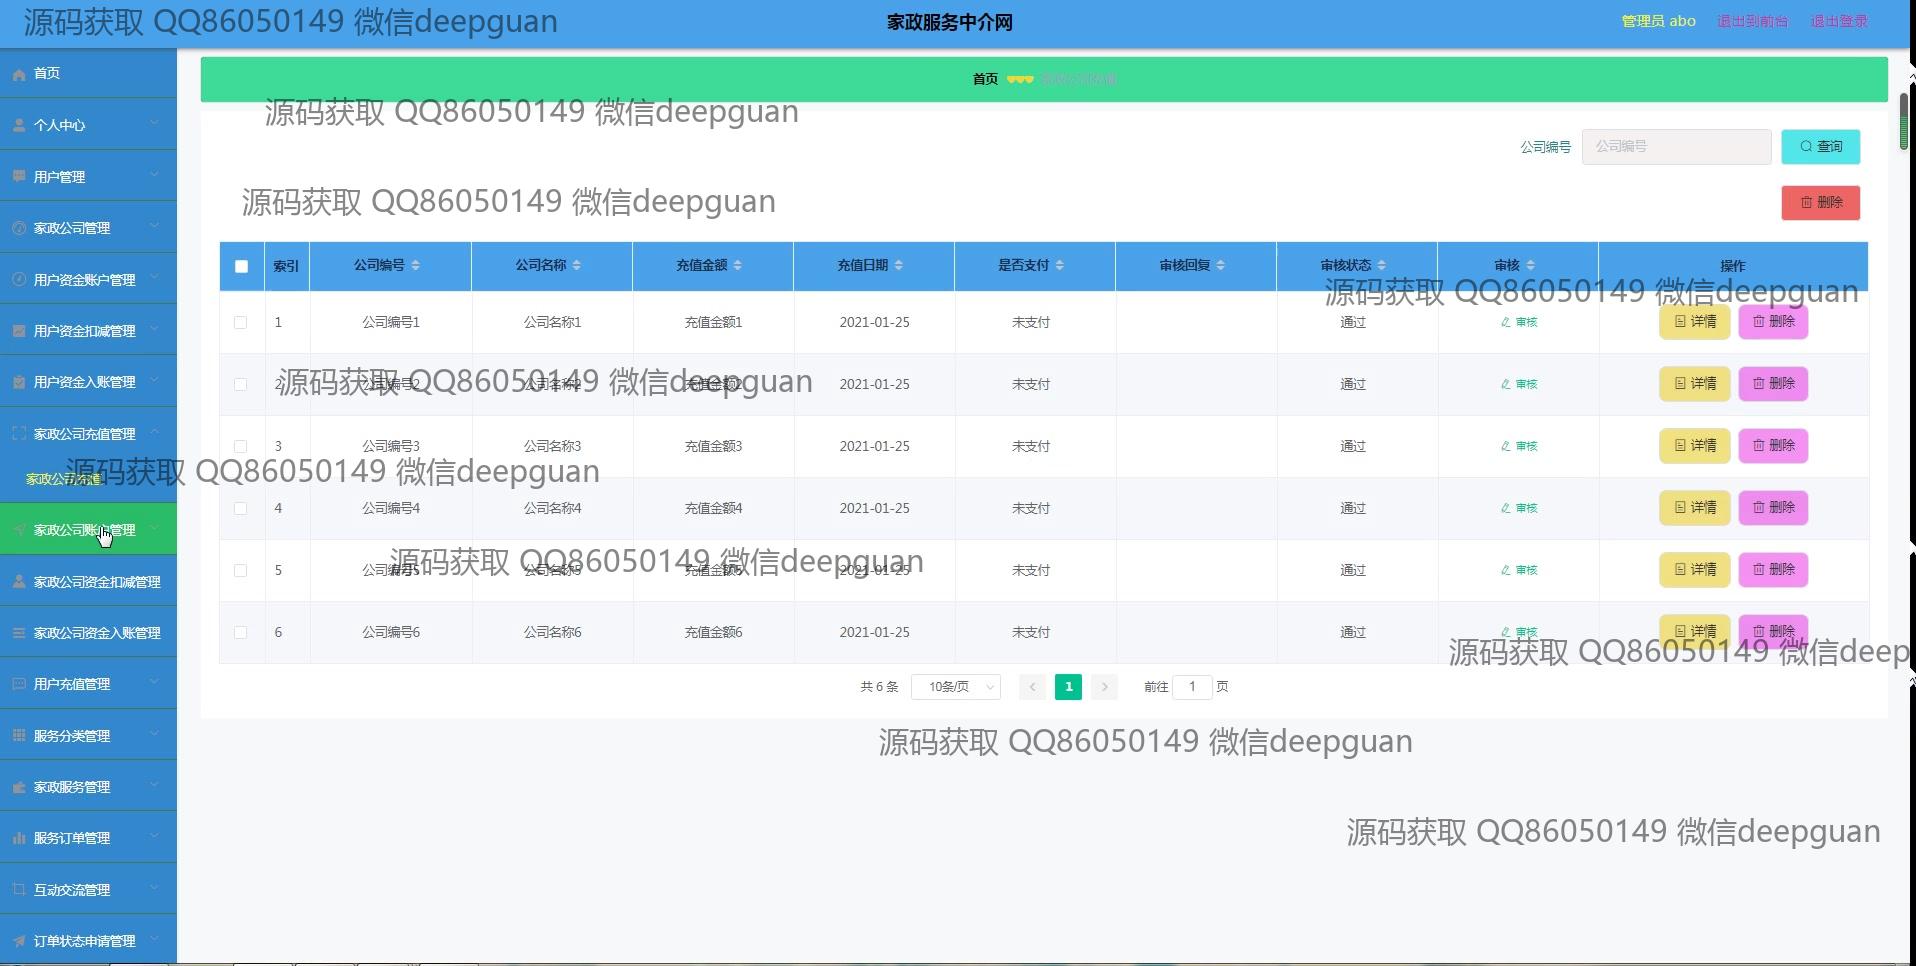 源码获取 QQ86050149 微信deepguan
家政服务中介网
管理员 abo 退出到前台 退出登录
首页
个人中心
用户管理
家政公司管理
用户资金账户管理
用户资金扣减管理
用户资金入账管理
家政公司充值管理
家政公司充值
家政公司账户管理
家政公司资金扣减管理
家政公司资金入账管理
用户充值管理
服务分类管理
家政服务管理
服务订单管理
互动交流管理
订单状态申请管理
首页 家政公司充值
源码获取 QQ86050149 微信deepguan
公司编号 公司编号 查询
源码获取 QQ86050149 微信deepguan
删除
索引 公司编号 公司名称 充值金额 充值日期 是否支付 审核回复 审核状态 审核 操作
源码获取 QQ86050149 微信deepguan
1 公司编号1 公司名称1 充值金额1 2021-01-25 未支付 通过 审核 详情 删除
2 公司编号2 公司名称2 充值金额2 2021-01-25 未支付 通过 审核 详情 删除
源码获取 QQ86050149 微信deepguan
3 公司编号3 公司名称3 充值金额3 2021-01-25 未支付 通过 审核 详情 删除
源码获取 QQ86050149 微信deepguan
4 公司编号4 公司名称4 充值金额4 2021-01-25 未支付 通过 审核 详情 删除
源码获取 QQ86050149 微信deepguan
5 公司编号5 公司名称5 充值金额5 2021-01-25 未支付 通过 审核 详情 删除
6 公司编号6 公司名称6 充值金额6 2021-01-25 未支付 通过 审核 详情 删除
源码获取 QQ86050149 微信deep
共 6 条 10条/页 1 前往 1 页
源码获取 QQ86050149 微信deepguan
源码获取 QQ86050149 微信deepguan